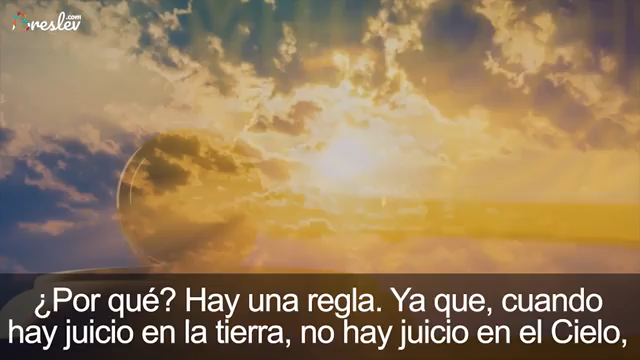 Breslev
.com
¿Por qué? Hay una regla. Ya que, cuando
hay juicio en la tierra, no hay juicio en el Cielo,